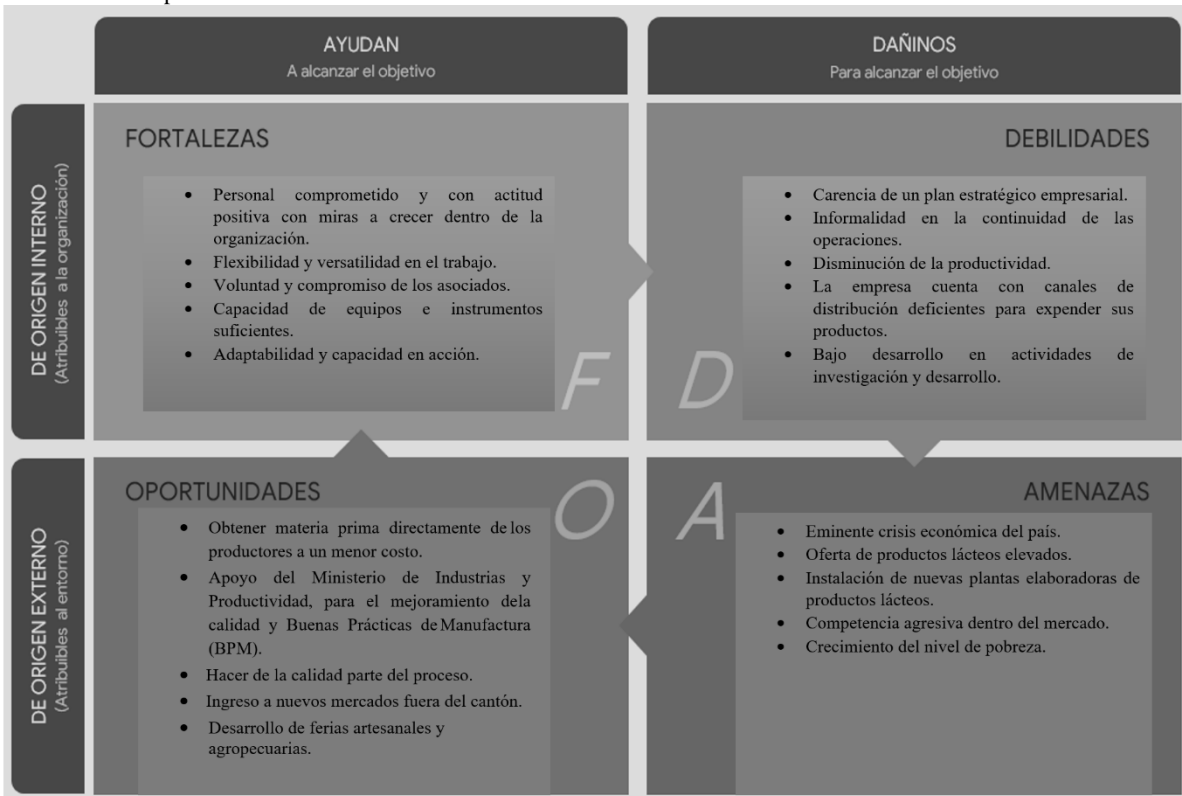 AYUDAN
A alcanzar el objetivo
DAÑINOS
Para alcanzar el objetivo
DE ORIGEN INTERNO
(Atribuibles a la organización)
FORTALEZAS
• Personal comprometido y con actitud
positiva con miras a crecer dentro de la
organización.
• Flexibilidad y versatilidad en el trabajo.
• Voluntad y compromiso de los asociados.
• Capacidad de equipos e instrumentos
suficientes.
• Adaptabilidad y capacidad en acción.
F
DEBILIDADES
• Carencia de un plan estratégico empresarial.
• Informalidad en la continuidad de las
operaciones.
• Disminución de la productividad.
• La empresa cuenta con canales de
distribución deficientes para expender sus
productos.
• Bajo desarrollo en actividades de
investigación y desarrollo.
D
DE ORIGEN EXTERNO
(Atribuibles al entorno)
OPORTUNIDADES
• Obtener materia prima directamente de los
productores a un menor costo.
• Apoyo del Ministerio de Industrias y
Productividad, para el mejoramiento dela
calidad y Buenas Prácticas de Manufactura
(BPM).
• Hacer de la calidad parte del proceso.
• Ingreso a nuevos mercados fuera del cantón.
• Desarrollo de ferias artesanales y
agropecuarias.
O
AMENAZAS
• Eminente crisis económica del país.
• Oferta de productos lácteos elevados.
• Instalación de nuevas plantas elaboradoras de
productos lácteos.
• Competencia agresiva dentro del mercado.
• Crecimiento del nivel de pobreza.
A